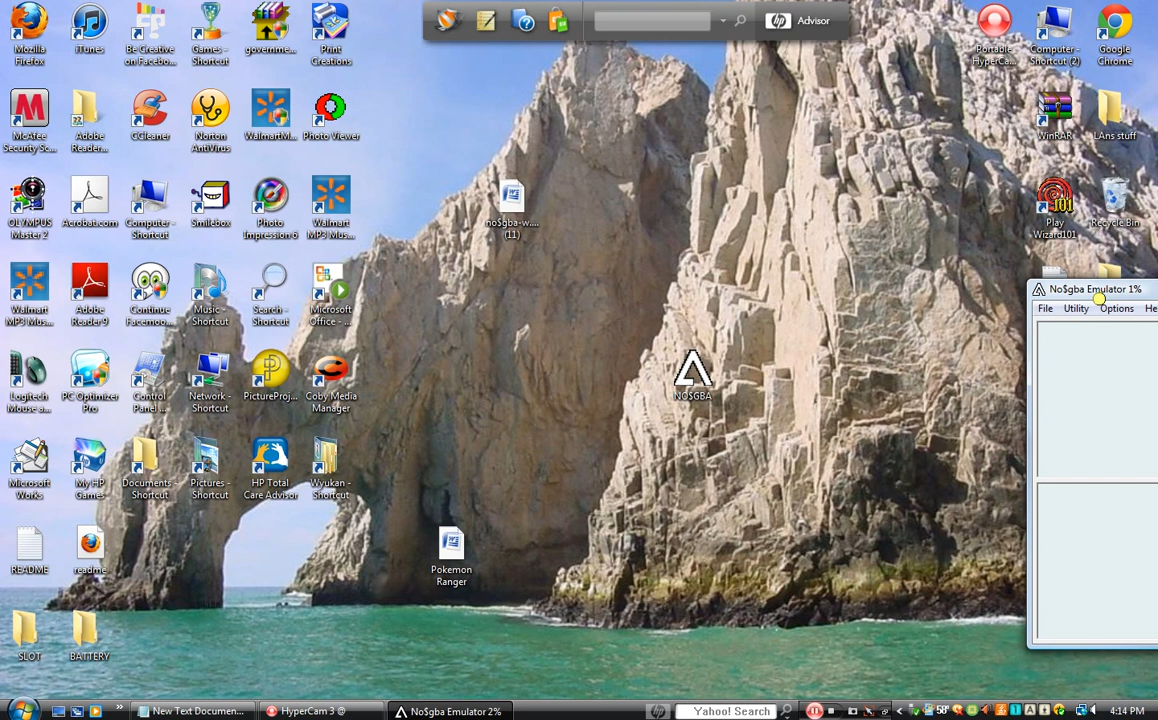 Mozilla
Firefox
iTunes
Be Creative
on Facebo...
Games -
Shortcut
governme...
Print
Creations
hp Advisor
Portable
HyperCa...
Computer -
Shortcut (2)
Google
Chrome
McAfee
Security Sc...
Adobe
Reader...
CCleaner
Norton
AntiVirus
WalmartM...
Photo Viewer
WinRAR
LAns stuff
OLYMPUS
Master 2
Acrobat.com
Computer -
Shortcut
Smilebox
Photo
Impression 6
Walmart
MP3 Mus...
no$gba-w....
(11)
Play
Wizard101
Recycle Bin
Walmart
MP3 Mus...
Adobe
Reader 9
Continue
Facemoo...
Music -
Shortcut
Search -
Shortcut
Microsoft
Office - ...
No$gba Emulator 1%
File Utility Options He
Logitech
Mouse a...
PC Optimizer
Pro
Control
Panel ...
Network -
Shortcut
PictureProj...
Coby Media
Manager
NO$GBA
Microsoft
Works
My HP
Games
Documents -
Shortcut
Pictures -
Shortcut
HP Total
Care Advisor
Wyukan -
Shortcut
README
readme
Pokemon
Ranger
SLOT
BATTERY
New Text Documen...
HyperCam 3 @
No$gba Emulator 2%
Yahoo! Search
58°
4:14 PM